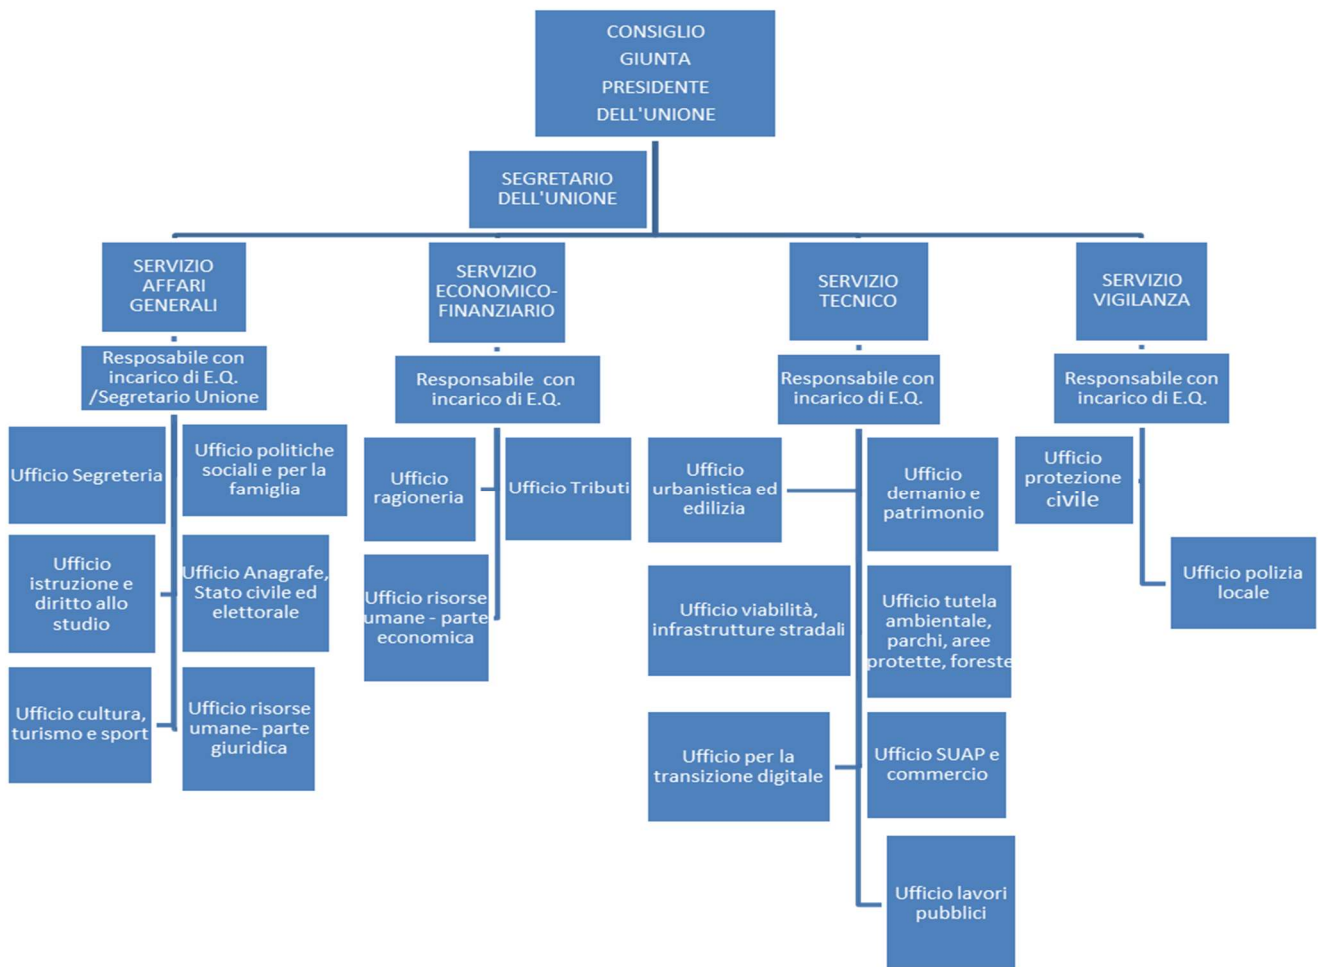 CONSIGLIO
GIUNTA
PRESIDENTE
DELL'UNIONE
SEGRETARIO
DELL'UNIONE
SERVIZIO
AFFARI
GENERALI
SERVIZIO
ECONOMICO-
FINANZIARIO
SERVIZIO
TECNICO
SERVIZIO
VIGILANZA
Resposabile con
incarico di E.Q.
/Segretario Unione
Responsabile con
incarico di E.Q.
Responsabile con
incarico di E.Q.
Responsabile con
incarico di E.Q.
Ufficio Segreteria
Ufficio politiche
sociali e per la
famiglia
Ufficio
istruzione e
diritto allo
studio
Ufficio Anagrafe,
Stato civile ed
elettorale
Ufficio cultura,
turismo e sport
Ufficio risorse
umane- parte
giuridica
Ufficio
ragioneria
Ufficio Tributi
Ufficio risorse
umane - parte
economica
Ufficio
urbanistica ed
edilizia
Ufficio
demanio e
patrimonio
Ufficio viabilità,
infrastrutture stradali
Ufficio tutela
ambientale,
parchi, aree
protette, foreste
Ufficio per la
transizione digitale
Ufficio SUAP e
commercio
Ufficio lavori
pubblici
Ufficio
protezione
civile
Ufficio polizia
locale